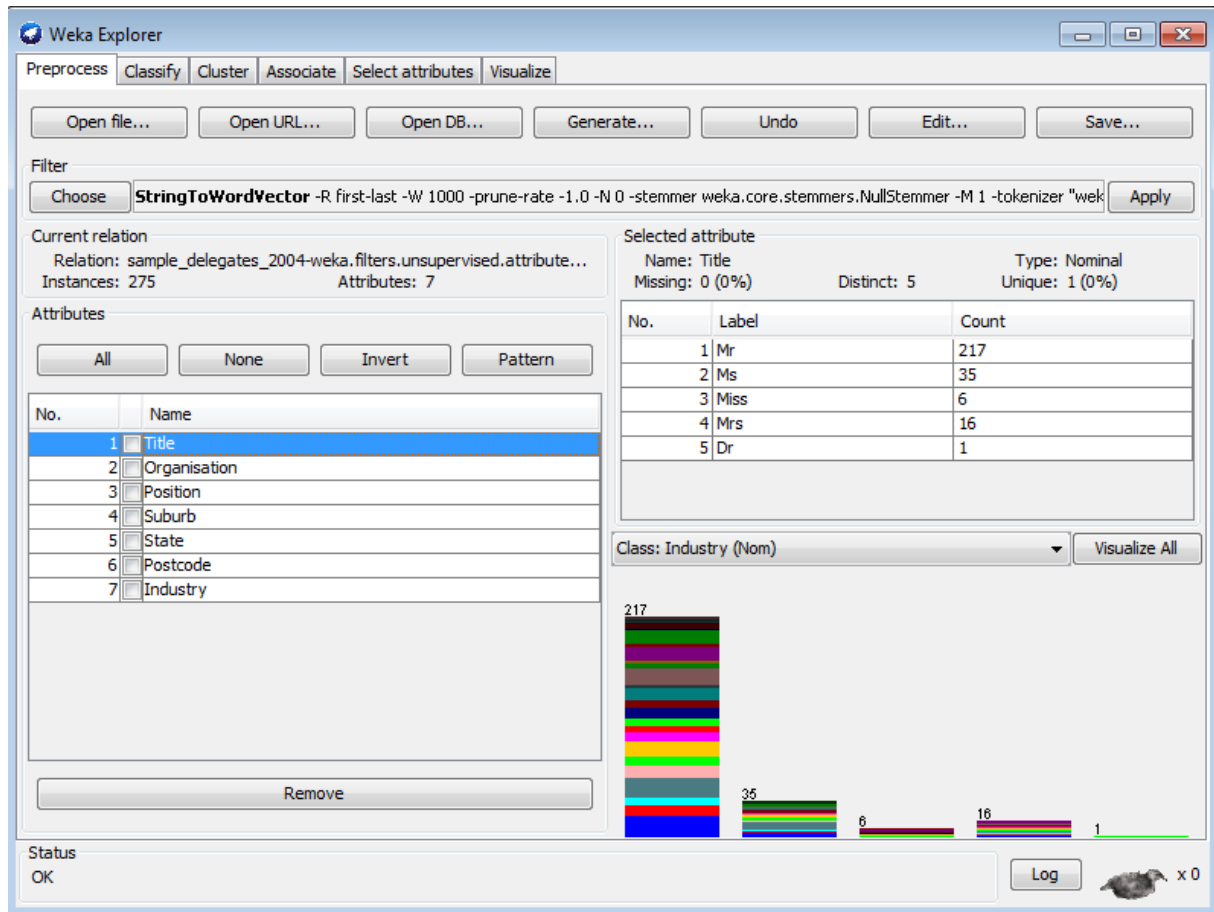 Weka Explorer
Preprocess Classify Cluster Associate Select attributes Visualize
Open file... Open URL... Open DB... Generate... Undo Edit... Save...
Filter
Choose StringToWordVector -R first-last -W 1000 -prune-rate -1.0 -N 0 -stemmer weka.core.stemmers.NullStemmer -M 1 -tokenizer "wek Apply
Current relation
Relation: sample_delegates_2004-weka.filters.unsupervised.attribute...
Instances: 275 Attributes: 7
Attributes
All None Invert Pattern
No. Name
1 Title
2 Organisation
3 Position
4 Suburb
5 State
6 Postcode
7 Industry
Remove
Selected attribute
Name: Title Type: Nominal
Missing: 0 (0%) Distinct: 5 Unique: 1 (0%)
No. Label Count
1 Mr 217
2 Ms 35
3 Miss 6
4 Mrs 16
5 Dr 1
Class: Industry (Nom) Visualize All
217
35
6
16
1
Status
OK
Log x 0